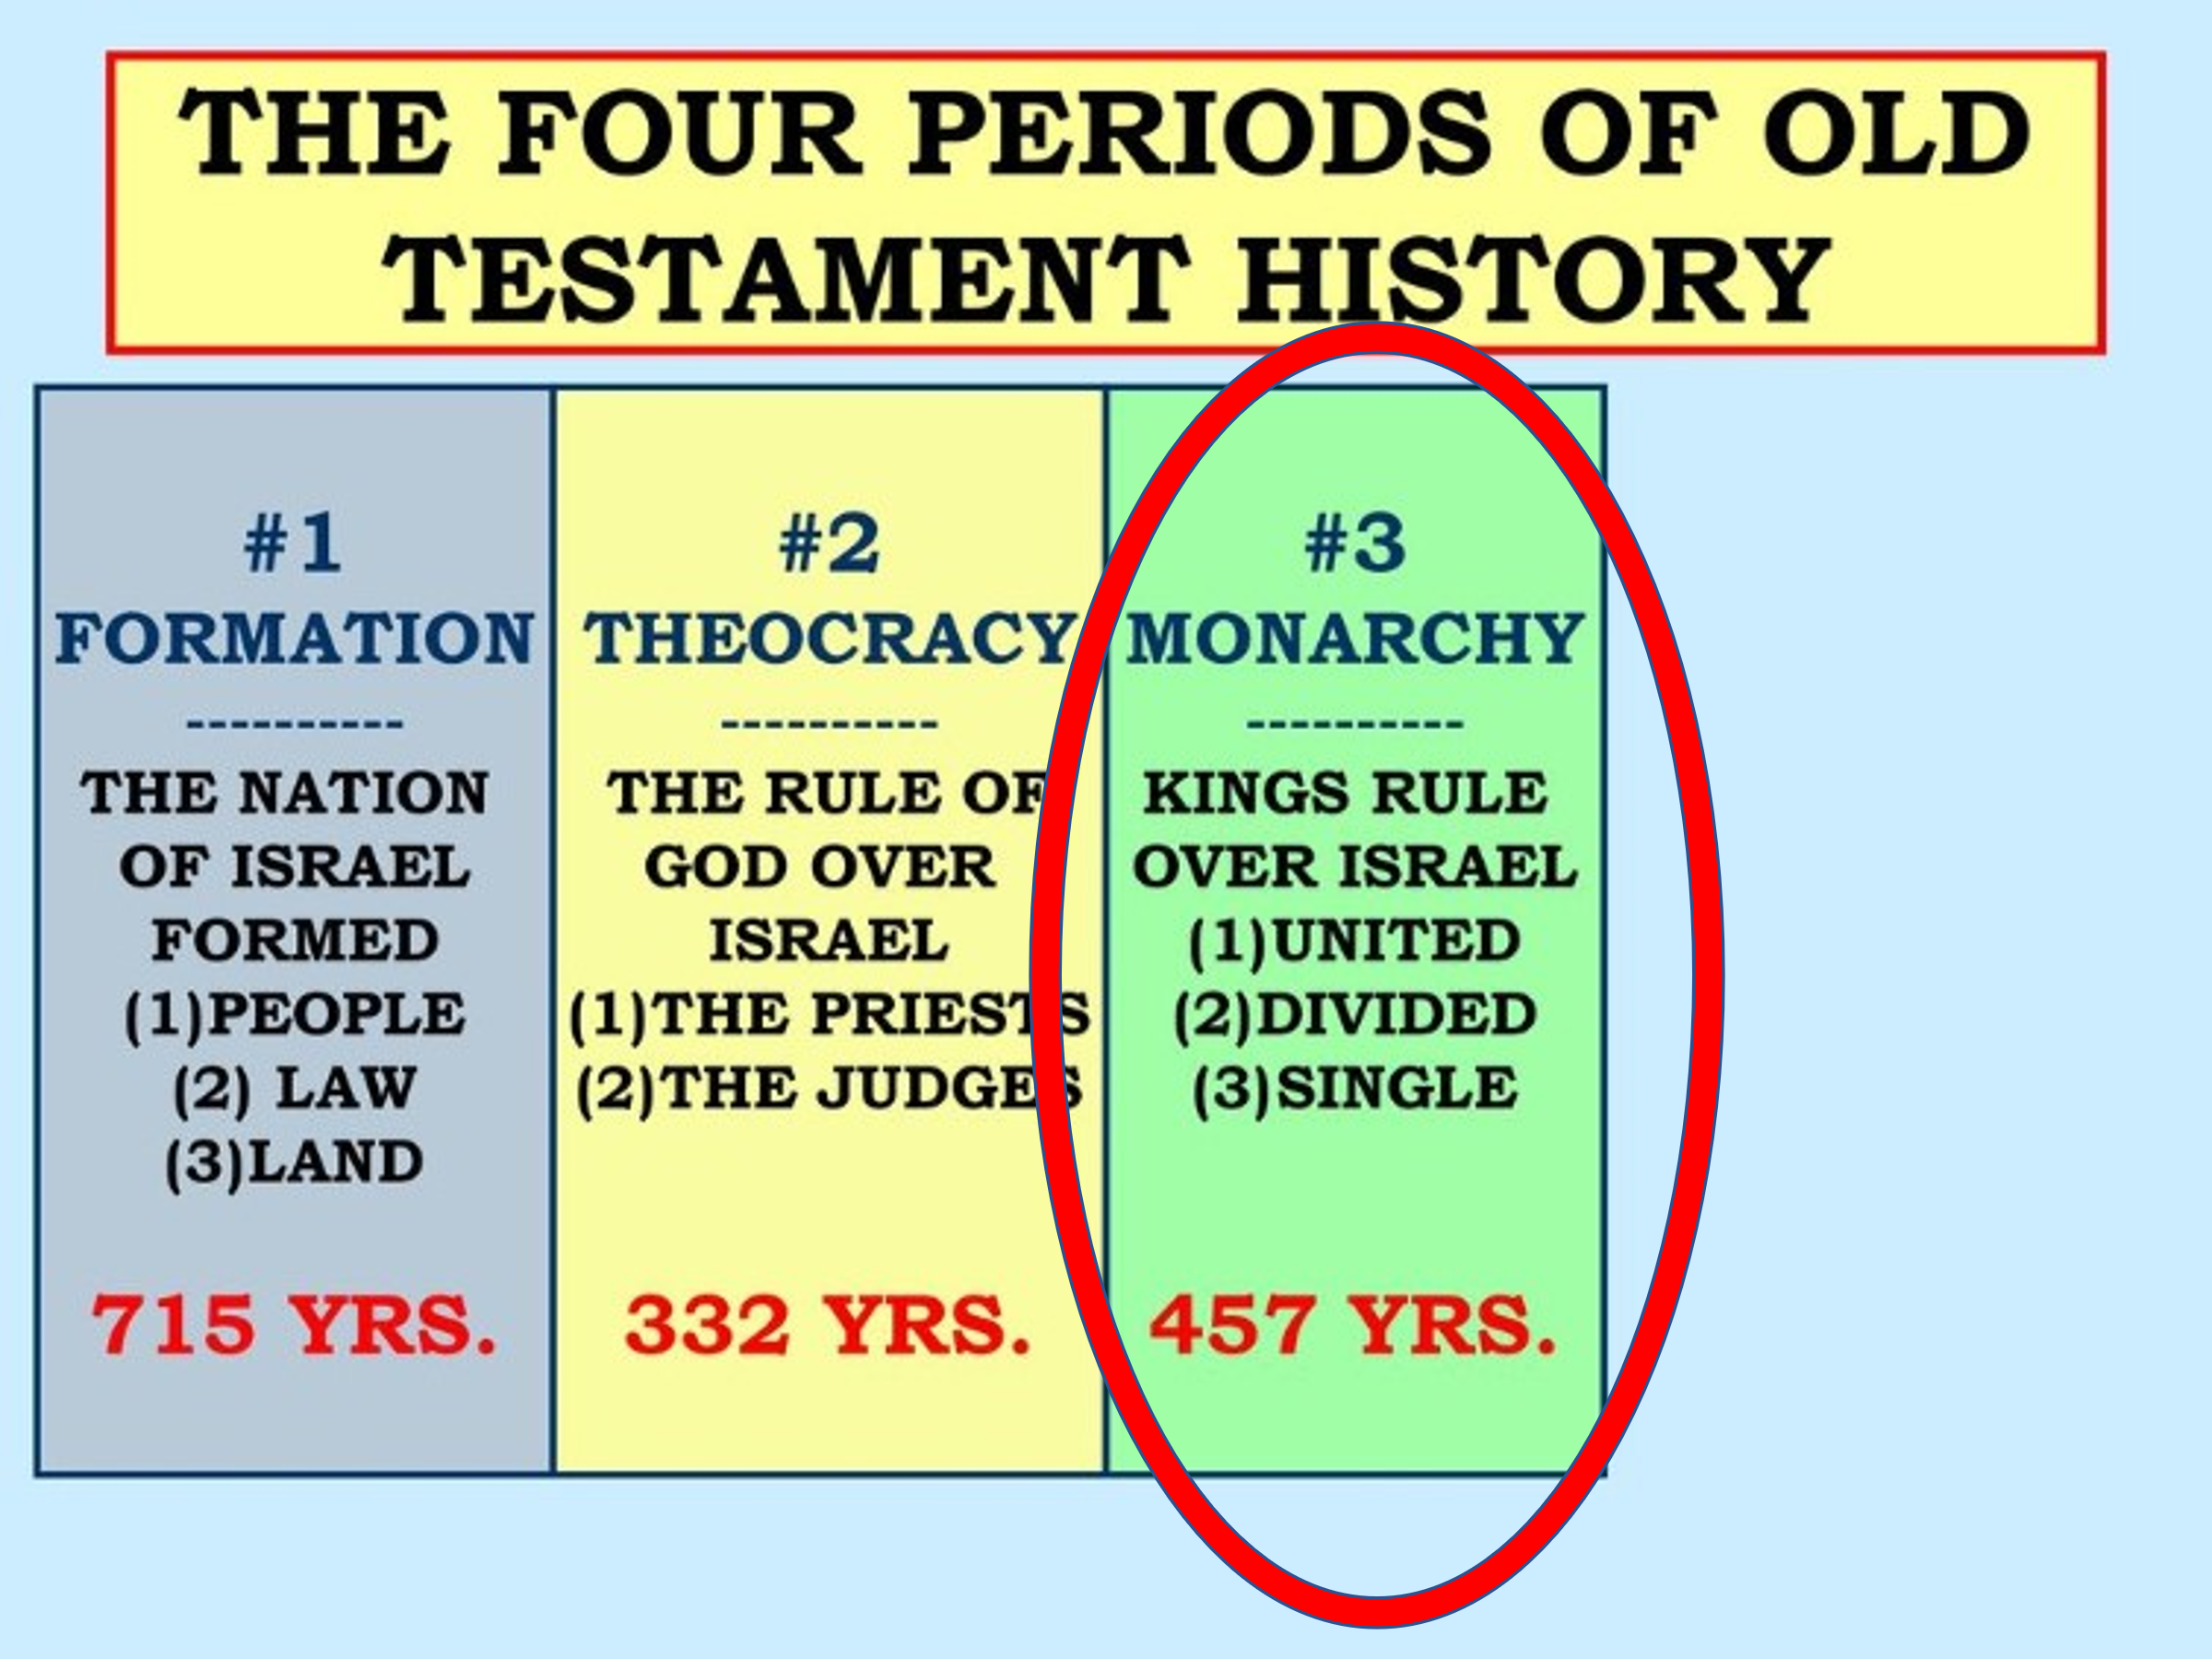 THE FOUR PERIODS OF OLD
TESTAMENT HISTORY
#1
FORMATION
----------
THE NATION
OF ISRAEL
FORMED
(1)PEOPLE
(2) LAW
(3)LAND
715 YRS.
#2
THEOCRACY
----------
THE RULE OF
GOD OVER
ISRAEL
(1)THE PRIESTS
(2)THE JUDGES
332 YRS.
#3
MONARCHY
----------
KINGS RULE
OVER ISRAEL
(1)UNITED
(2)DIVIDED
(3)SINGLE
457 YRS.